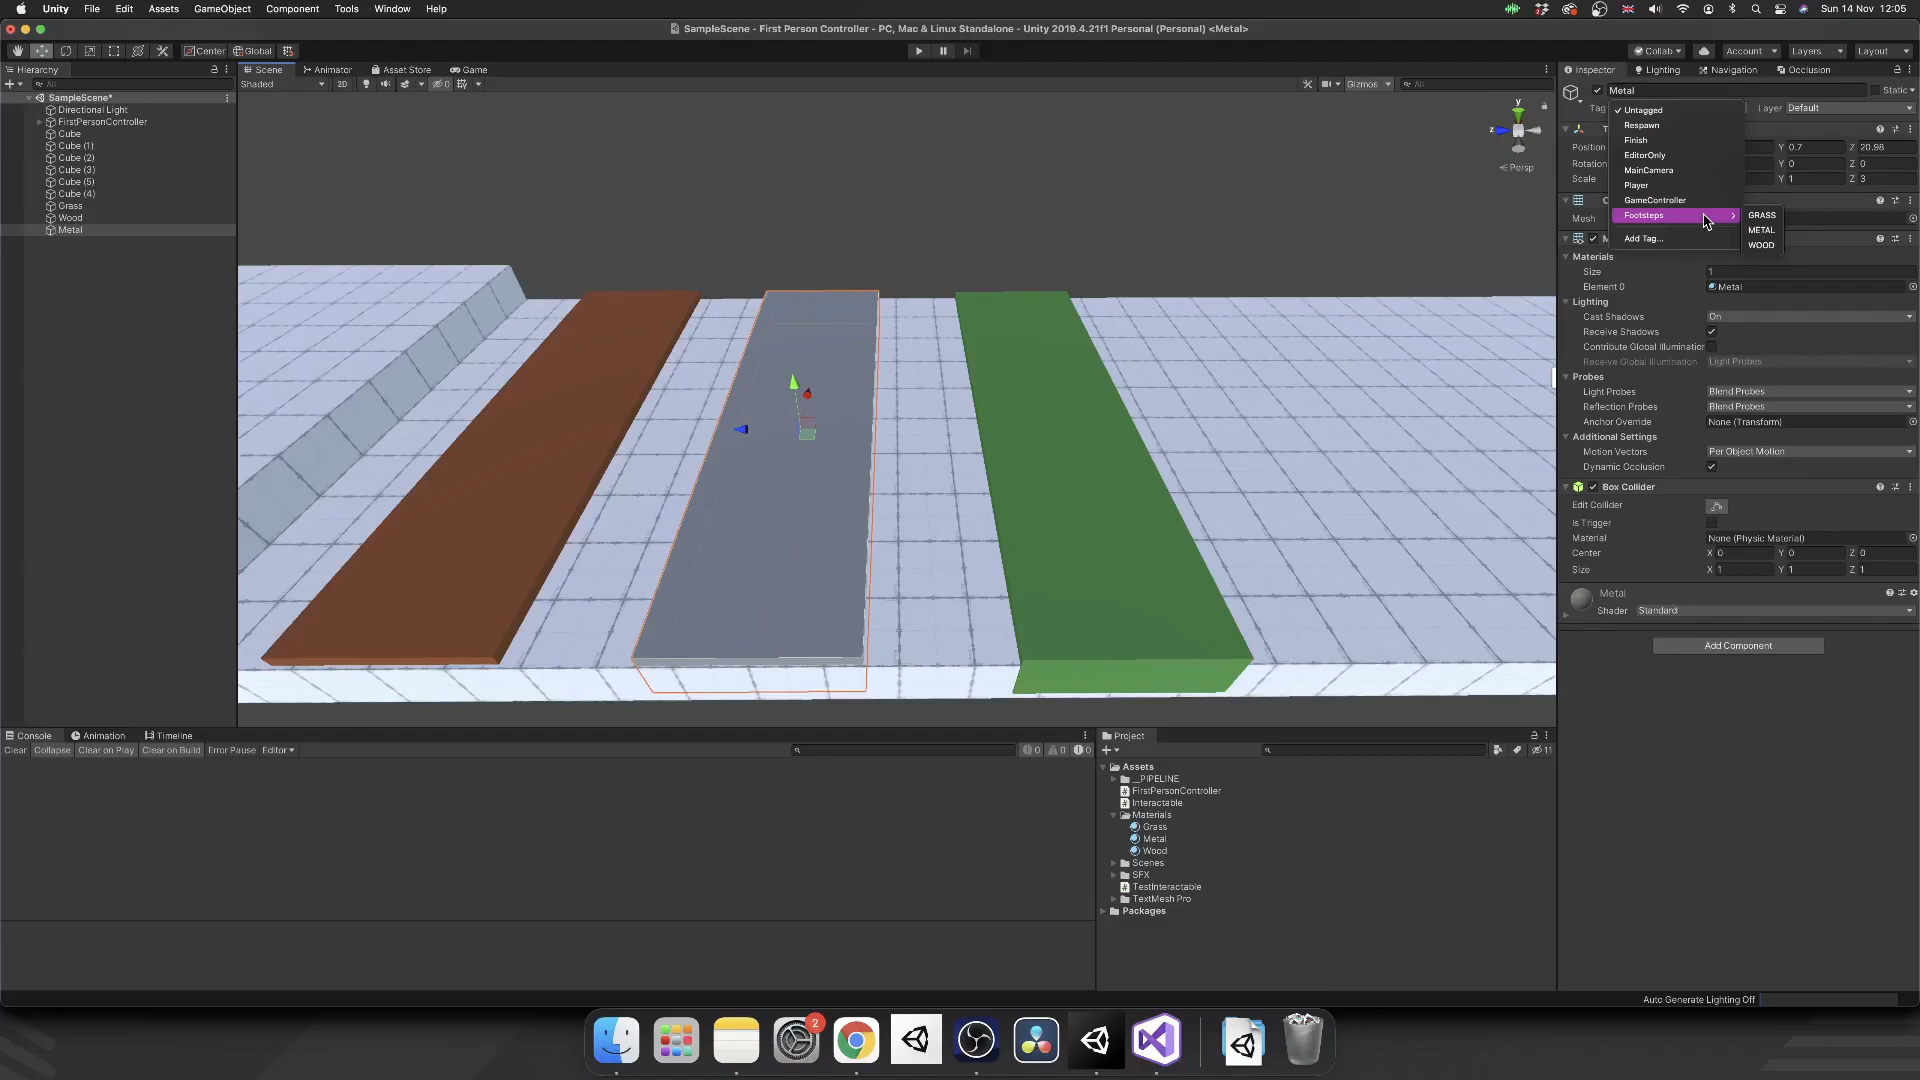 Unity File Edit Assets GameObject Component Tools Window Help Sun 14 Nov 12:05
SampleScene - First Person Controller - PC, Mac & Linux Standalone - Unity 2019.4.21f1 Personal (Personal) <Metal>
Center Global Collab Account Layers Layout
Hierarchy Scene Animator Asset Store Game Inspector Lighting Navigation Occlusion
All Shaded 2D 0 Gizmos All
SampleScene*
Directional Light
FirstPersonController
Cube
Cube (1)
Cube (2)
Cube (3)
Cube (5)
Cube (4)
Grass
Wood
Metal
y
z
Persp
Metal Static
Tag Layer Default
Untagged
Respawn
Finish
EditorOnly
MainCamera
Player
GameController
Footsteps
Add Tag...
GRASS
METAL
WOOD
Position Y 0.7 Z 20.98
Rotation Y 0 Z 0
Scale Y 1 Z 3
Mesh
Materials
Size 1
Element 0 Metal
Lighting
Cast Shadows On
Receive Shadows
Contribute Global Illumination
Receive Global Illumination Light Probes
Probes
Light Probes Blend Probes
Reflection Probes Blend Probes
Anchor Override None (Transform)
Additional Settings
Motion Vectors Per Object Motion
Dynamic Occlusion
Box Collider
Edit Collider
Is Trigger
Material None (Physic Material)
Center X 0 Y 0 Z 0
Size X 1 Y 1 Z 1
Metal
Shader Standard
Add Component
Console Animation Timeline
Clear Collapse Clear on Play Clear on Build Error Pause Editor 0 0 0
Project
11
Assets
__PIPELINE
FirstPersonController
Interactable
Materials
Grass
Metal
Wood
Scenes
SFX
TestInteractable
TextMesh Pro
Packages
Auto Generate Lighting Off
2